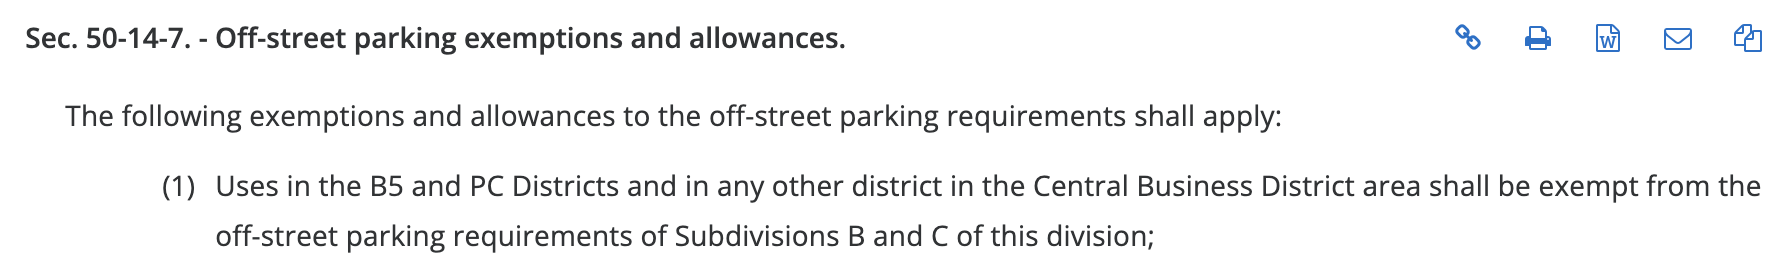 Sec. 50-14-7. - Off-street parking exemptions and allowances.
W
The following exemptions and allowances to the off-street parking requirements shall apply:
(1) Uses in the B5 and PC Districts and in any other district in the Central Business District area shall be exempt from the
off-street parking requirements of Subdivisions B and C of this division;